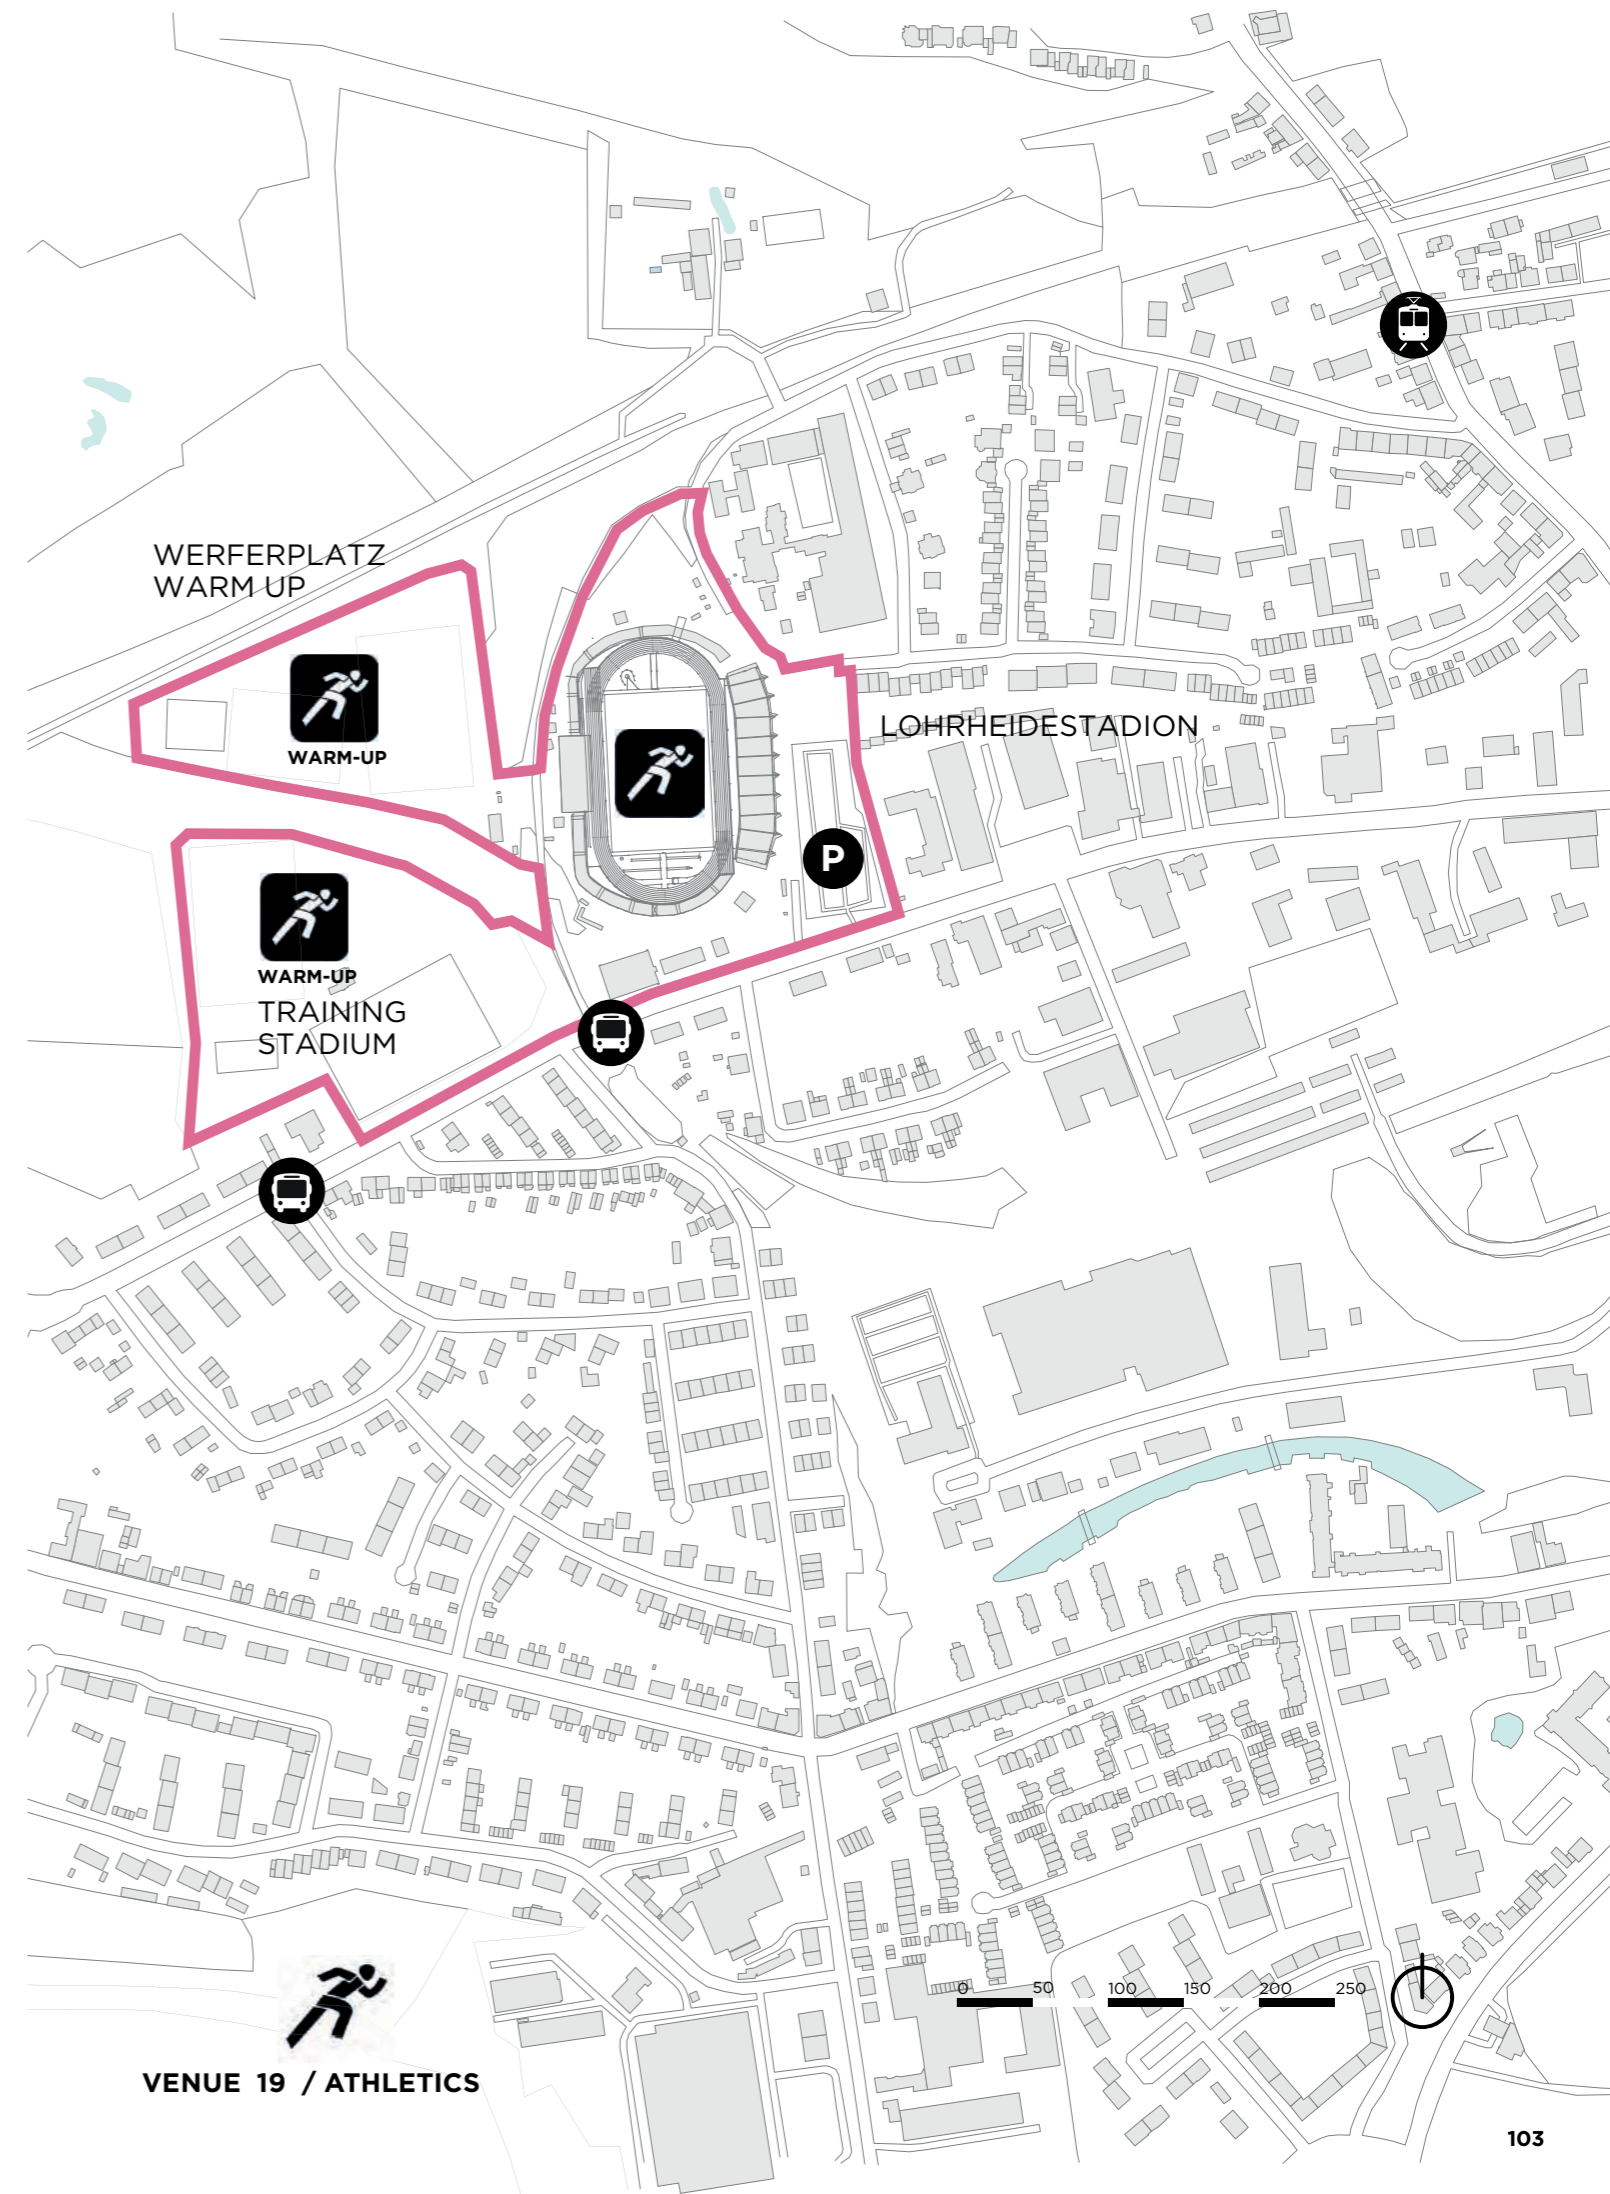 WERFERPLATZ
WARM UP
WARM-UP
LOHRHEIDESTADION
P
WARM-UP
TRAINING
STADIUM
0 50 100 150 200 250
VENUE 19 / ATHLETICS
103